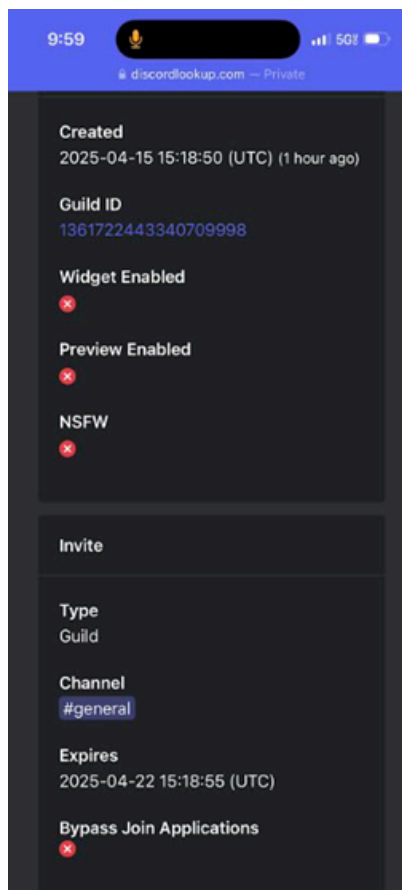 9:59
5G
discordlookup.com — Private
Created
2025-04-15 15:18:50 (UTC) (1 hour ago)
Guild ID
1361722443340709998
Widget Enabled
Preview Enabled
NSFW
Invite
Type
Guild
Channel
#general
Expires
2025-04-22 15:18:55 (UTC)
Bypass Join Applications